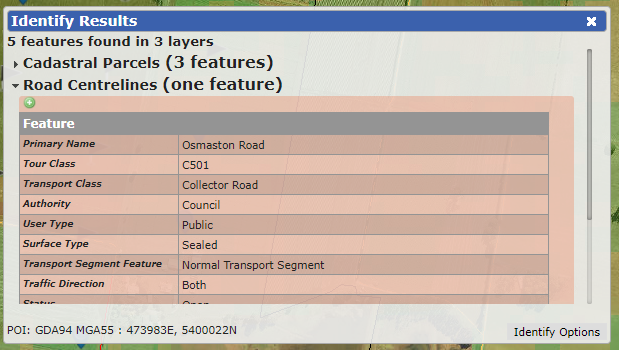 Identify Results
5 features found in 3 layers
Cadastral Parcels (3 features)
Road Centrelines (one feature)
Feature
Primary Name Osmaston Road
Tour Class C501
Transport Class Collector Road
Authority Council
User Type Public
Surface Type Sealed
Transport Segment Feature Normal Transport Segment
Traffic Direction Both
Status Open
POI: GDA94 MGA55 : 473983E, 5400022N Identify Options